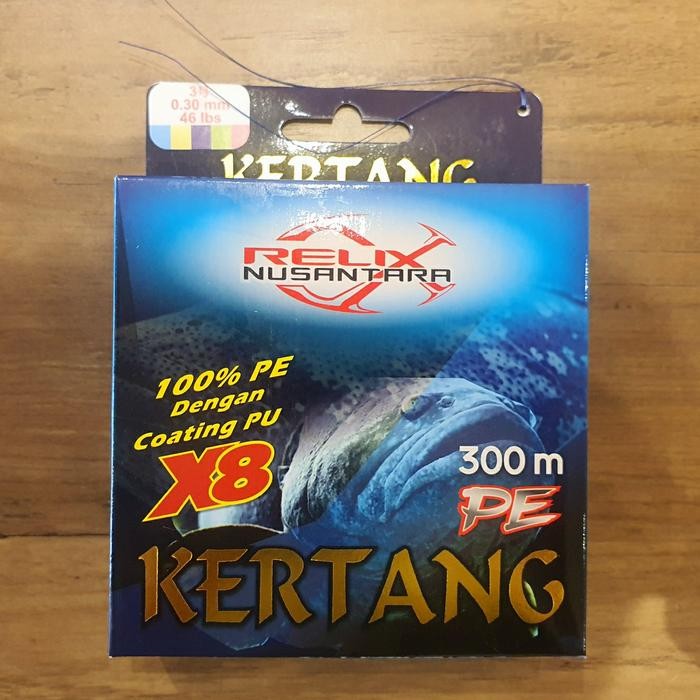 3号
0.30 mm
46 lbs
KERTANG
RELIX
NUSANTARA
100% PE
Dengan
Coating PU
X8
300 m
PE
KERTANG